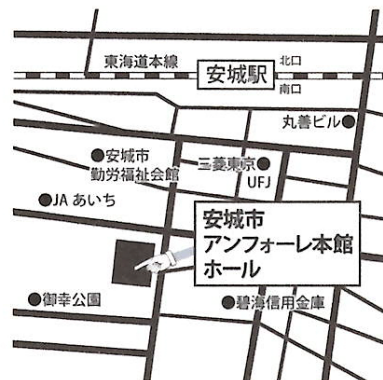 東海道本線
安城駅
北口
南口
丸善ビル●
●安城市
勤労福祉会館
三菱東京●
UFJ
●JA あいち
安城市
アンフォーレ本館
ホール
●御幸公園
●碧海信用金庫